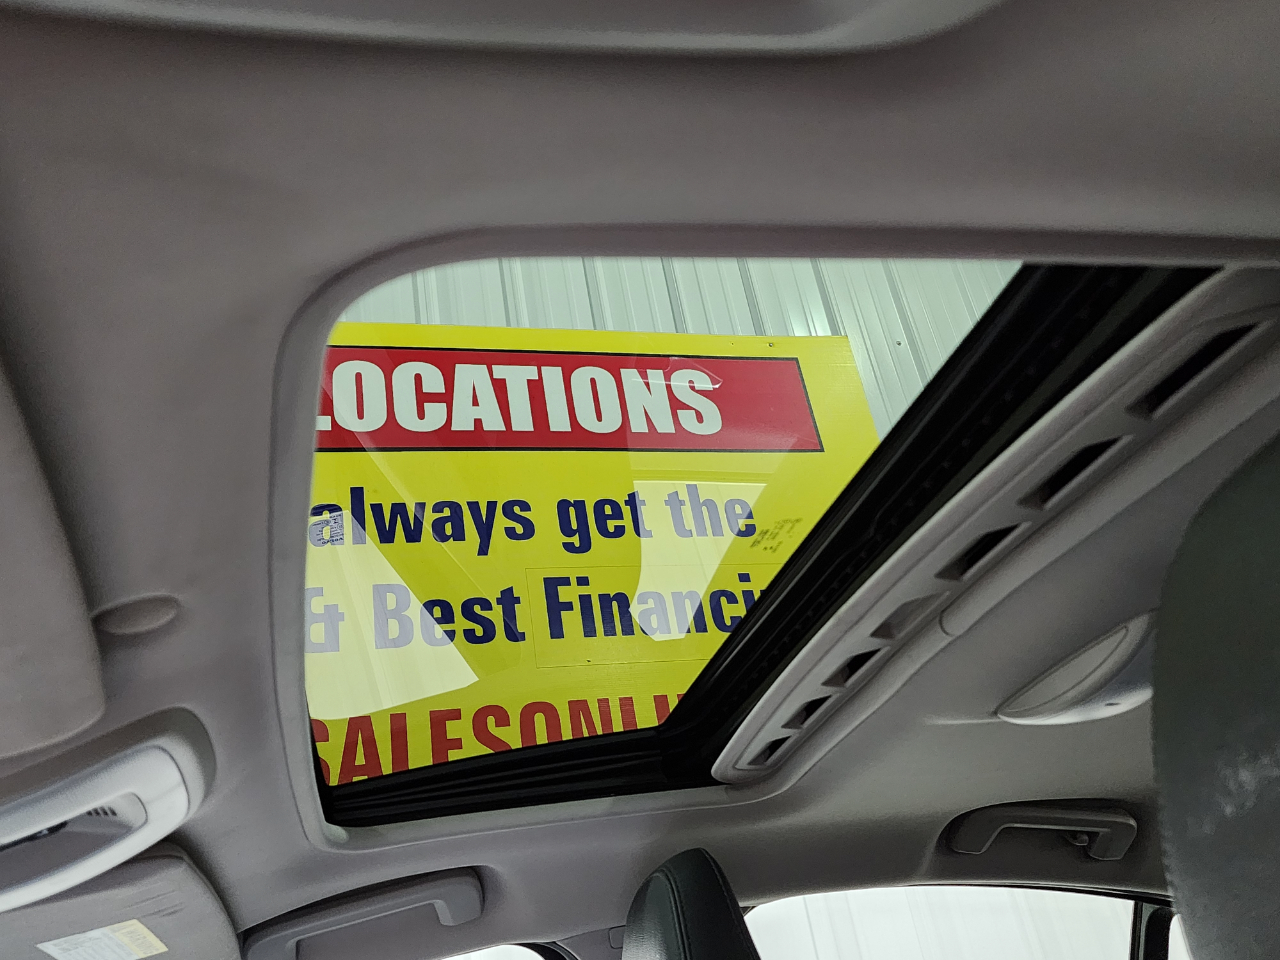 LOCATIONS
always get the
& Best Financi
SALESONLI